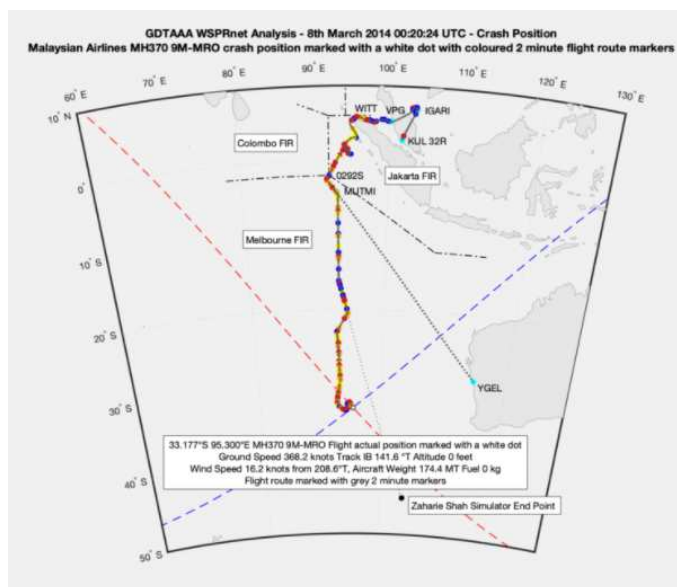 GDTAAA WSPRnet Analysis - 8th March 2014 00:20:24 UTC - Crash Position
Malaysian Airlines MH370 9M-MRO crash position marked with a white dot with coloured 2 minute flight route markers
60° E
70° E
80° E
90° E
100° E
110° E
120° E
130° E
10° N
WITT
VPG
IGARI
Colombo FIR
KUL 32R
0292S
Jakarta FIR
0°
MUTMI
Melbourne FIR
10° S
20° S
YGEL
30° S
33.177°S 95.300°E MH370 9M-MRO Flight actual position marked with a white dot
Ground Speed 368.2 knots Track IB 141.6 °T Altitude 0 feet
Wind Speed 16.2 knots from 208.6°T, Aircraft Weight 174.4 MT Fuel 0 kg
Flight route marked with grey 2 minute markers
40° S
Zaharie Shah Simulator End Point
50° S